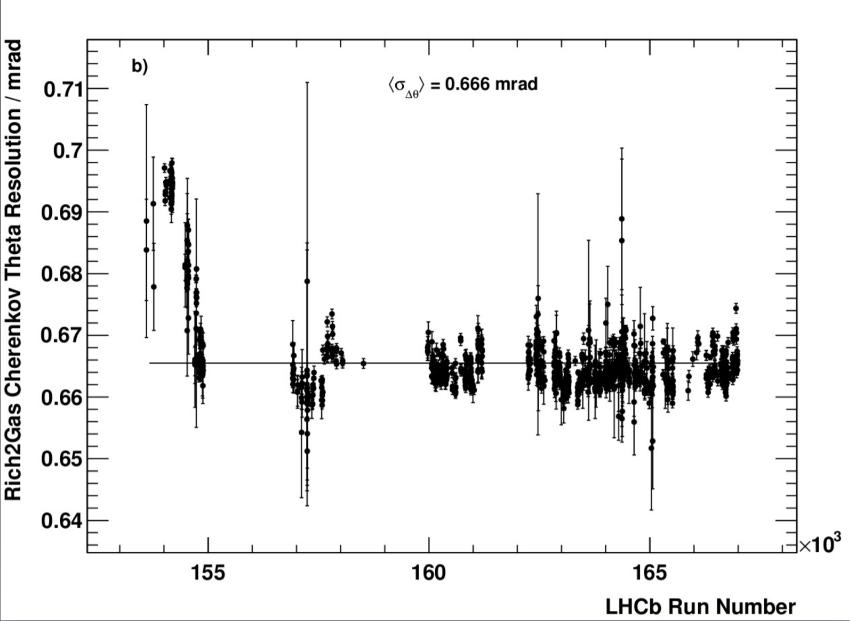 b)
⟨σ_Δθ⟩ = 0.666 mrad
Rich2Gas Cherenkov Theta Resolution / mrad
0.71
0.7
0.69
0.68
0.67
0.66
0.65
0.64
155 160 165
×10³
LHCb Run Number